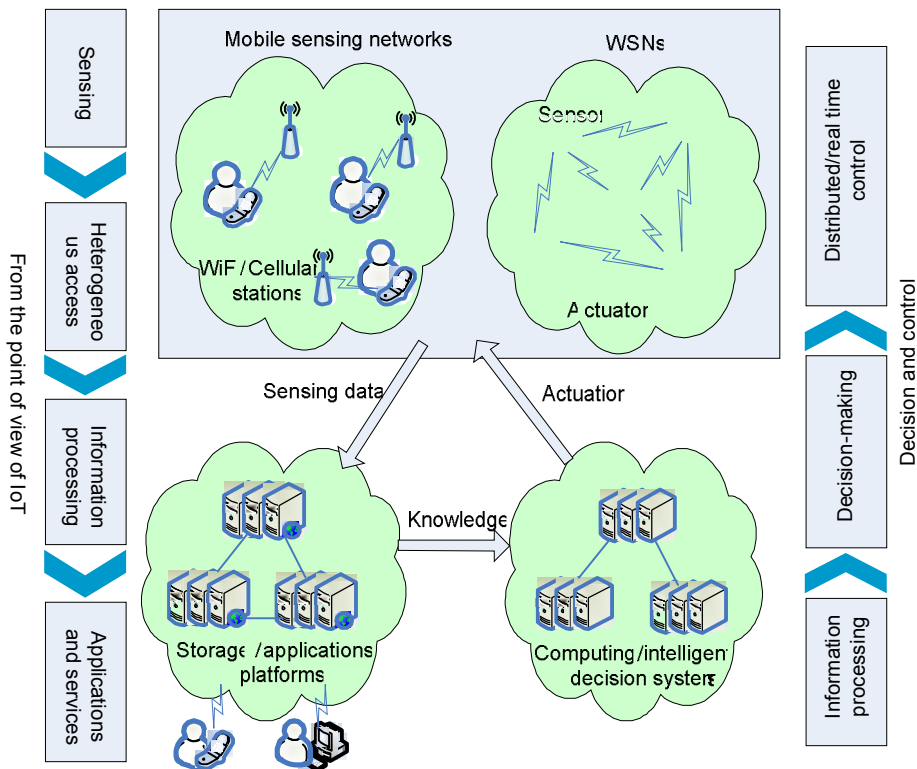 From the point of view of IoT
Sensing
Heterogeneo
us access
Information
processing
Applications
and services
Mobile sensing networks
WiF /Cellular
stations
WSNs
Sensor
Actuator
Sensing data
Actuation
Knowledge
Storage /applications
platforms
Computing/intelligent
decision systems
Distributed/real time
control
Decision-making
Information
processing
Decision and control